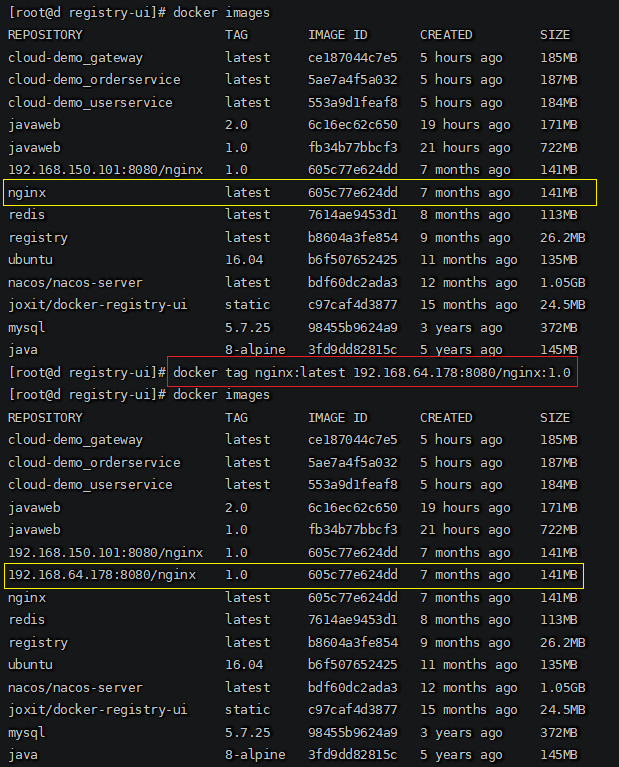 [root@d registry-ui]# docker images
REPOSITORY TAG IMAGE ID CREATED SIZE
cloud-demo_gateway latest ce187044c7e5 5 hours ago 185MB
cloud-demo_orderservice latest 5ae7a4f5a032 5 hours ago 187MB
cloud-demo_userservice latest 553a9d1feaf8 5 hours ago 184MB
javaweb 2.0 6c16ec62c650 19 hours ago 171MB
javaweb 1.0 fb34b77bbcf3 21 hours ago 722MB
192.168.150.101:8080/nginx 1.0 605c77e624dd 7 months ago 141MB
nginx latest 605c77e624dd 7 months ago 141MB
redis latest 7614ae9453d1 8 months ago 113MB
registry latest b8604a3fe854 9 months ago 26.2MB
ubuntu 16.04 b6f507652425 11 months ago 135MB
nacos/nacos-server latest bdf60dc2ada3 12 months ago 1.05GB
joxit/docker-registry-ui static c97caf4d3877 15 months ago 24.5MB
mysql 5.7.25 98455b9624a9 3 years ago 372MB
java 8-alpine 3fd9dd82815c 5 years ago 145MB
[root@d registry-ui]# docker tag nginx:latest 192.168.64.178:8080/nginx:1.0
[root@d registry-ui]# docker images
REPOSITORY TAG IMAGE ID CREATED SIZE
cloud-demo_gateway latest ce187044c7e5 5 hours ago 185MB
cloud-demo_orderservice latest 5ae7a4f5a032 5 hours ago 187MB
cloud-demo_userservice latest 553a9d1feaf8 5 hours ago 184MB
javaweb 2.0 6c16ec62c650 19 hours ago 171MB
javaweb 1.0 fb34b77bbcf3 21 hours ago 722MB
192.168.150.101:8080/nginx 1.0 605c77e624dd 7 months ago 141MB
192.168.64.178:8080/nginx 1.0 605c77e624dd 7 months ago 141MB
nginx latest 605c77e624dd 7 months ago 141MB
redis latest 7614ae9453d1 8 months ago 113MB
registry latest b8604a3fe854 9 months ago 26.2MB
ubuntu 16.04 b6f507652425 11 months ago 135MB
nacos/nacos-server latest bdf60dc2ada3 12 months ago 1.05GB
joxit/docker-registry-ui static c97caf4d3877 15 months ago 24.5MB
mysql 5.7.25 98455b9624a9 3 years ago 372MB
java 8-alpine 3fd9dd82815c 5 years ago 145MB